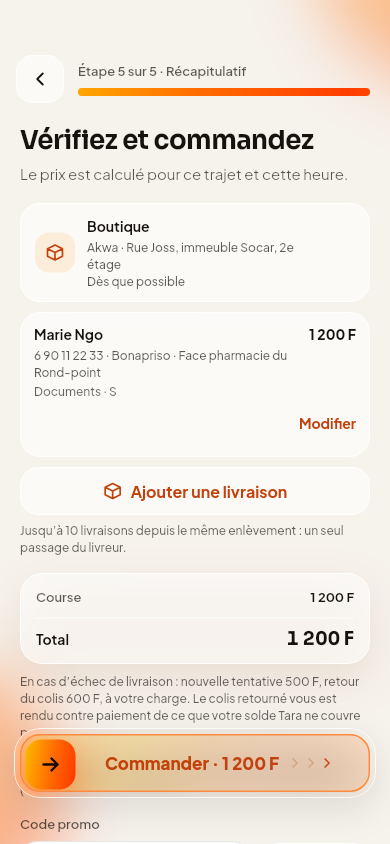 Étape 5 sur 5 · Récapitulatif
Vérifiez et commandez
Le prix est calculé pour ce trajet et cette heure.
Boutique
Akwa · Rue Joss, immeuble Socar, 2e
étage
Dès que possible
Marie Ngo
1 200 F
6 90 11 22 33 · Bonapriso · Face pharmacie du
Rond-point
Documents · S
Modifier
Ajouter une livraison
Jusqu’à 10 livraisons depuis le même enlèvement : un seul
passage du livreur.
Course
1 200 F
Total
1 200 F
En cas d’échec de livraison : nouvelle tentative 500 F, retour
du colis 600 F, à votre charge. Le colis retourné vous est
rendu contre paiement de ce que votre solde Tara ne couvre
Commander · 1 200 F
Code promo